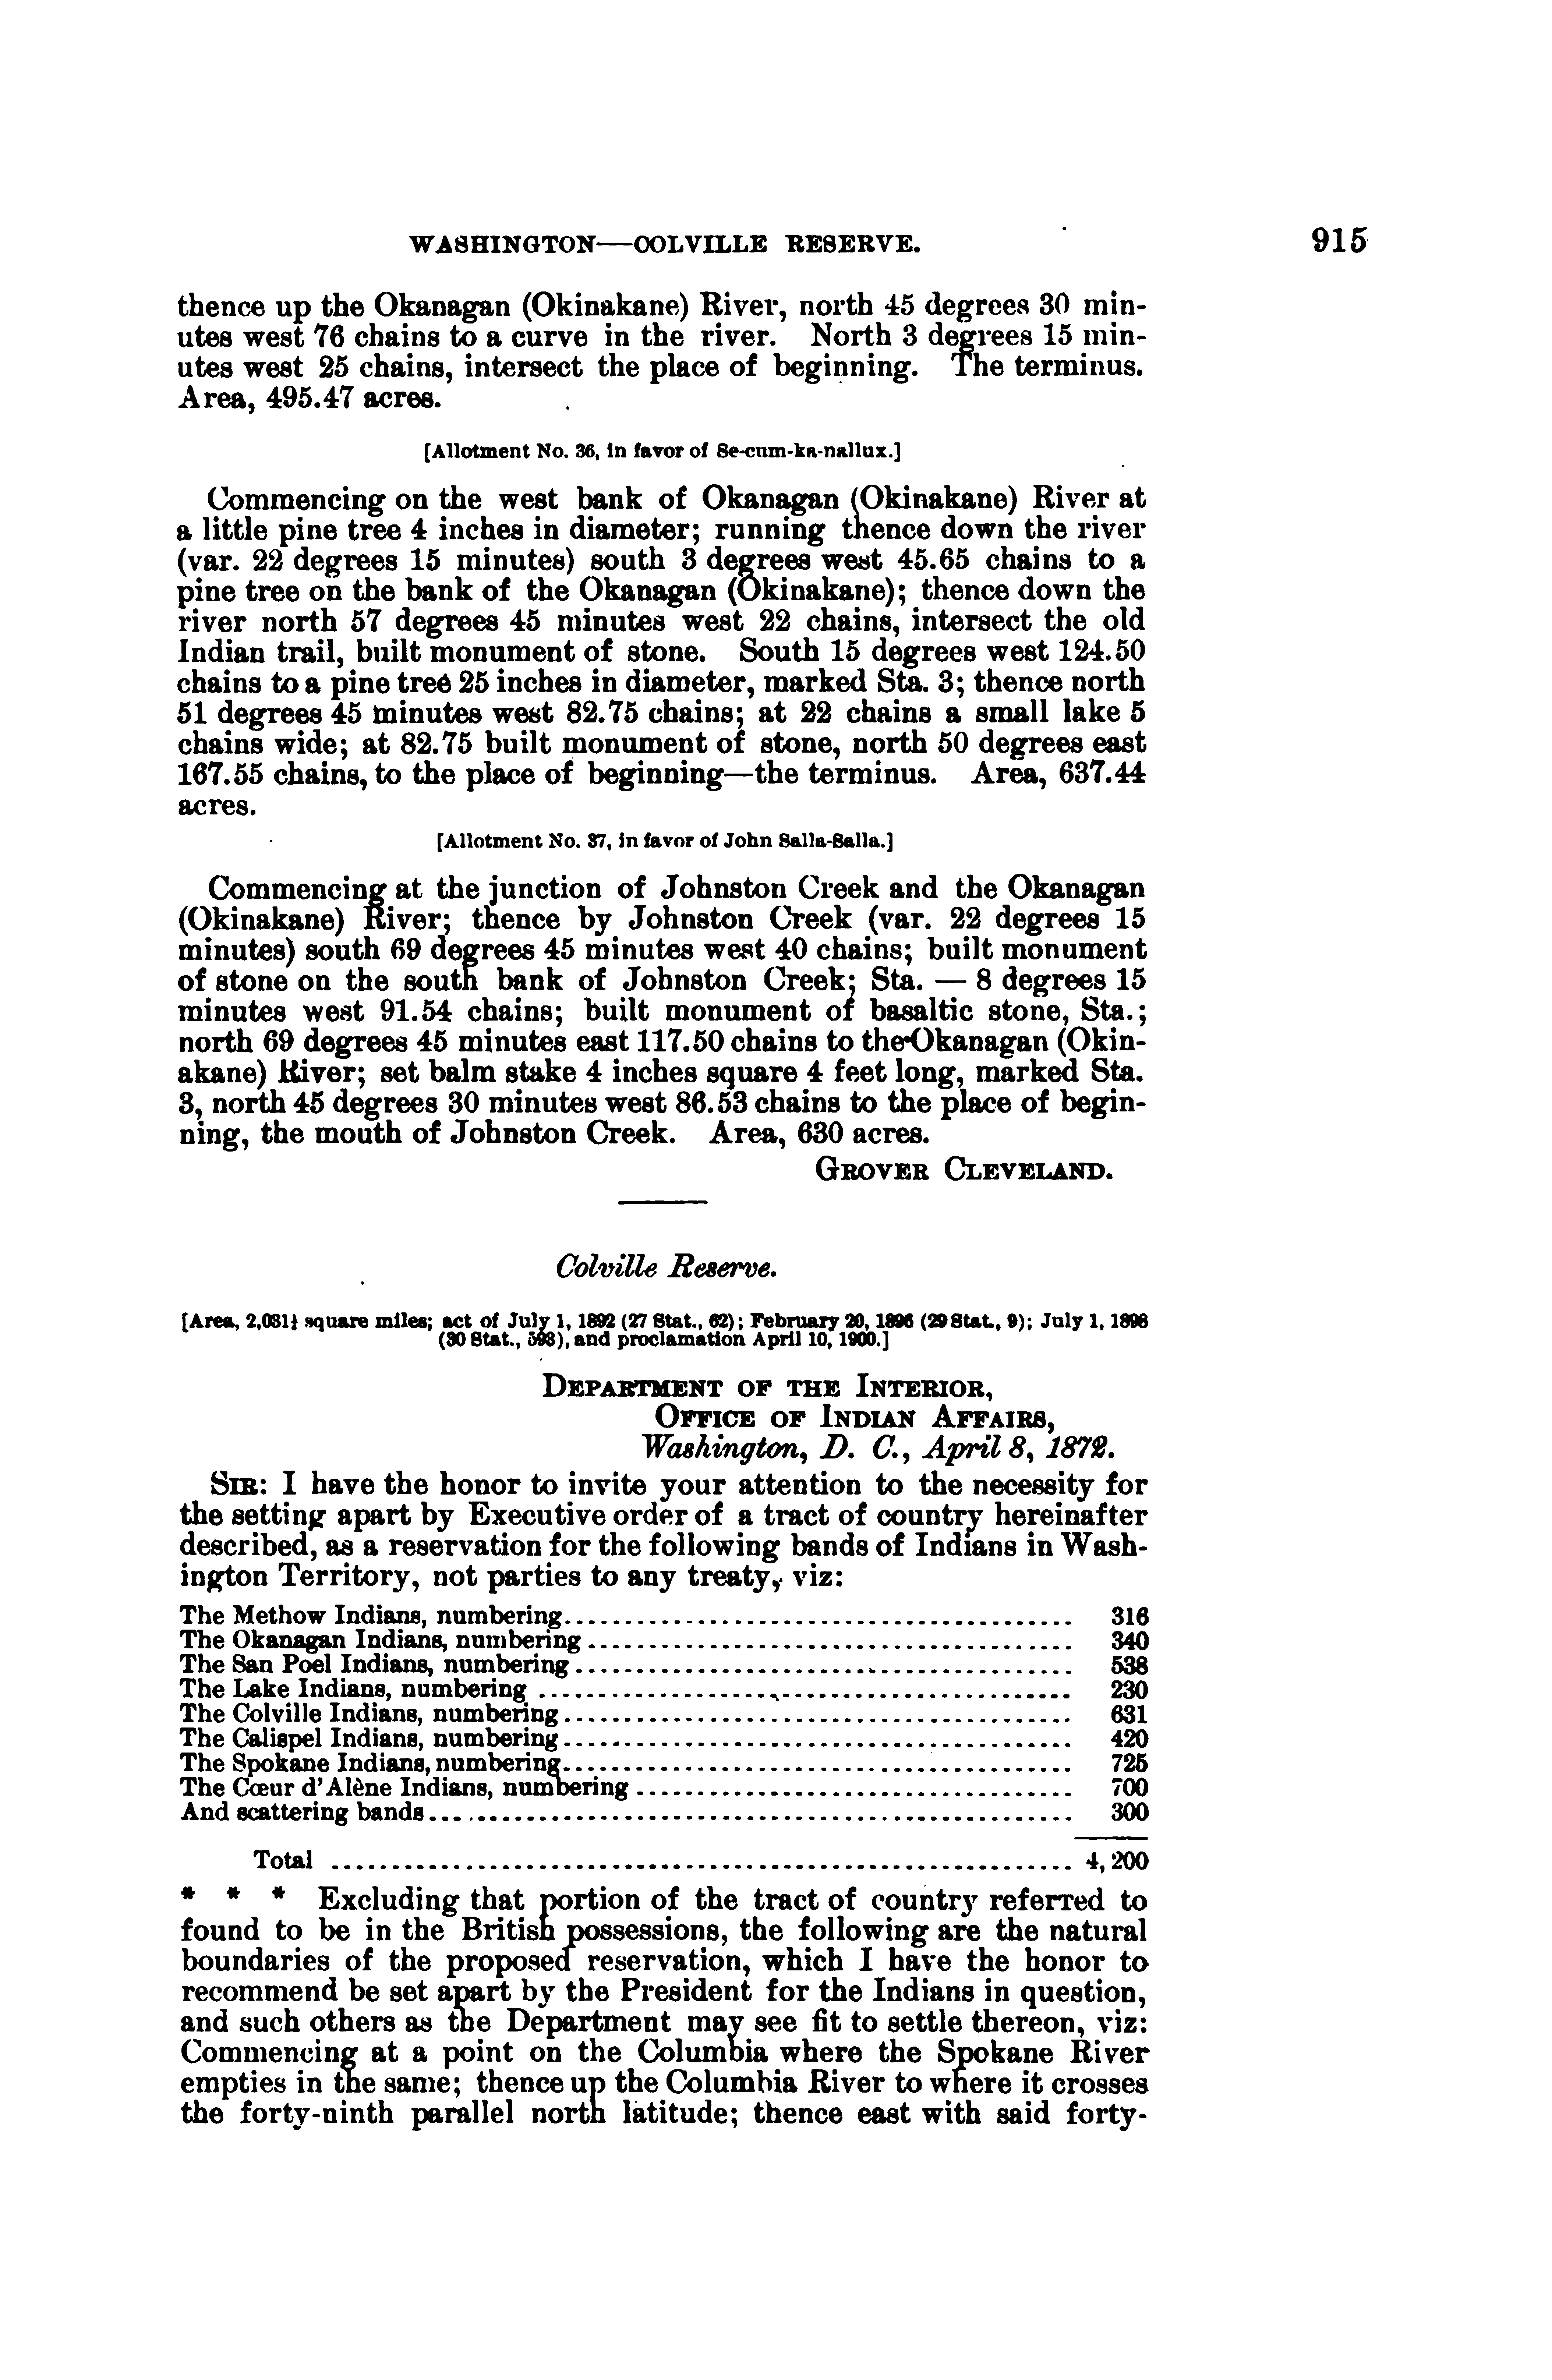 WASHINGTON—COLVILLE RESERVE. 915
thence up the Okanagan (Okinakane) River, north 45 degrees 30 min-
utes west 76 chains to a curve in the river. North 3 degrees 15 min-
utes west 25 chains, intersect the place of beginning. The terminus.
Area, 495.47 acres.
[Allotment No. 36, in favor of Se-cum-ka-nallux.]
Commencing on the west bank of Okanagan (Okinakane) River at
a little pine tree 4 inches in diameter; running thence down the river
(var. 22 degrees 15 minutes) south 3 degrees west 45.65 chains to a
pine tree on the bank of the Okanagan (Okinakane); thence down the
river north 57 degrees 45 minutes west 22 chains, intersect the old
Indian trail, built monument of stone. South 15 degrees west 124.50
chains to a pine tree 25 inches in diameter, marked Sta. 3; thence north
51 degrees 45 minutes west 82.75 chains; at 22 chains a small lake 5
chains wide; at 82.75 built monument of stone, north 50 degrees east
167.55 chains, to the place of beginning—the terminus. Area, 637.44
acres.
[Allotment No. 37, in favor of John Salla-Salla.]
Commencing at the junction of Johnston Creek and the Okanagan
(Okinakane) River; thence by Johnston Creek (var. 22 degrees 15
minutes) south 69 degrees 45 minutes west 40 chains; built monument
of stone on the south bank of Johnston Creek; Sta. — 8 degrees 15
minutes west 91.54 chains; built monument of basaltic stone, Sta.;
north 69 degrees 45 minutes east 117.50 chains to the Okanagan (Okin-
akane) River; set balm stake 4 inches square 4 feet long, marked Sta.
3, north 45 degrees 30 minutes west 86.53 chains to the place of begin-
ning, the mouth of Johnston Creek. Area, 630 acres.
GROVER CLEVELAND.
Colville Reserve.
[Area, 2,031¼ square miles; act of July 1, 1892 (27 Stat., 62); February 20, 1896 (29 Stat., 9); July 1, 1898
(30 Stat., 593), and proclamation April 10, 1900.]
DEPARTMENT OF THE INTERIOR,
OFFICE OF INDIAN AFFAIRS,
Washington, D. C., April 8, 1872.
SIR: I have the honor to invite your attention to the necessity for
the setting apart by Executive order of a tract of country hereinafter
described, as a reservation for the following bands of Indians in Wash-
ington Territory, not parties to any treaty, viz:
The Methow Indians, numbering 316
The Okanagan Indians, numbering 340
The San Poel Indians, numbering 538
The Lake Indians, numbering 230
The Colville Indians, numbering 631
The Calispel Indians, numbering 420
The Spokane Indians, numbering 725
The Cœur d'Alène Indians, numbering 700
And scattering bands 300
Total 4,200
* * * Excluding that portion of the tract of country referred to
found to be in the British possessions, the following are the natural
boundaries of the proposed reservation, which I have the honor to
recommend be set apart by the President for the Indians in question,
and such others as the Department may see fit to settle thereon, viz:
Commencing at a point on the Columbia where the Spokane River
empties in the same; thence up the Columbia River to where it crosses
the forty-ninth parallel north latitude; thence east with said forty-